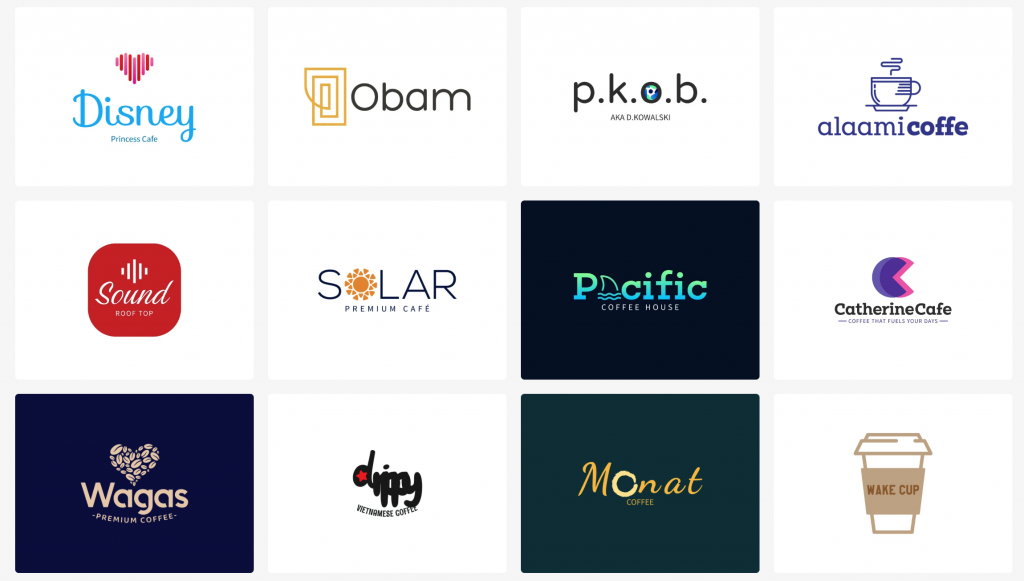 Disney
Princess Cafe
Obam
p.k.o.b.
AKA D.KOWALSKI
alaamicoffe
Sound
ROOF TOP
SOLAR
PREMIUM CAFÉ
Pacific
COFFEE HOUSE
CatherineCafe
COFFEE THAT FUELS YOUR DAYS
Wagas
-PREMIUM COFFEE-
drippy
VIETNAMESE COFFEE
Monat
COFFEE
WAKE CUP